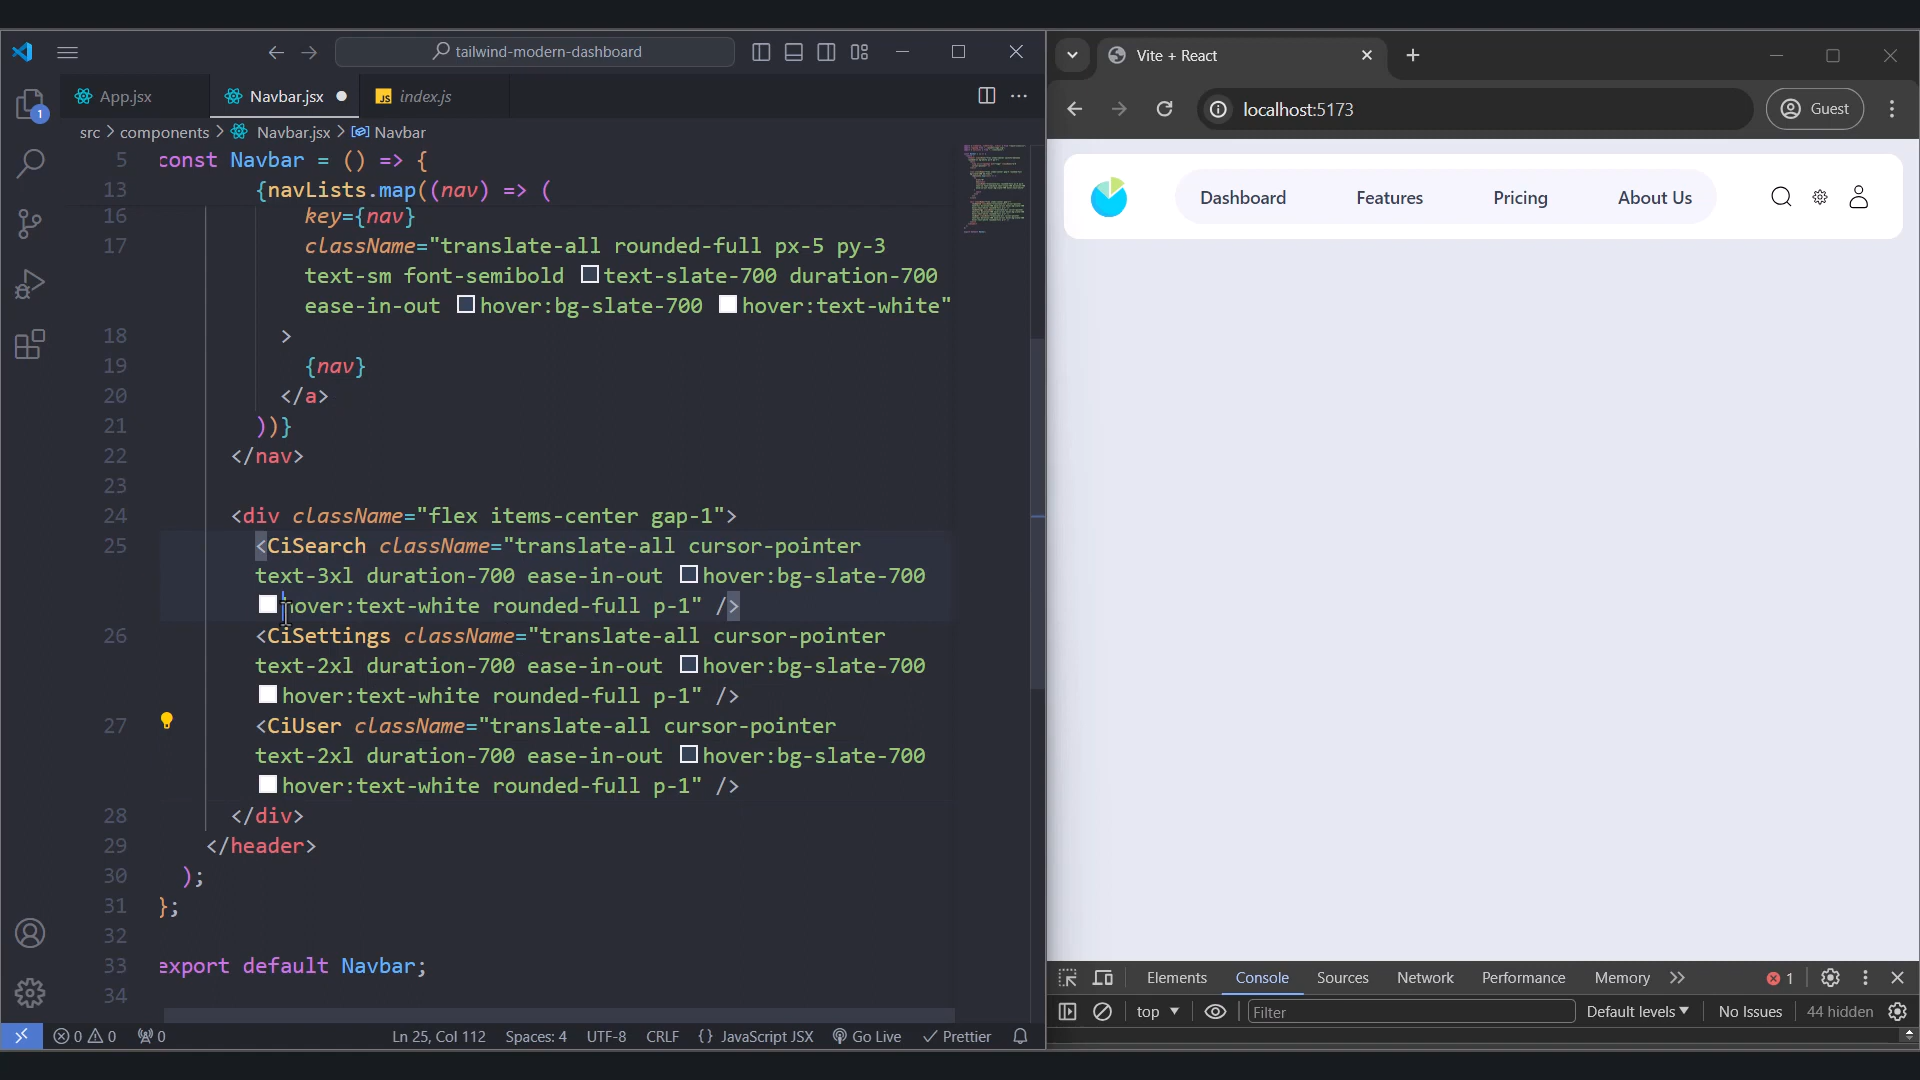 tailwind-modern-dashboard
App.jsx
Navbar.jsx
JS index.js
src > components > Navbar.jsx > Navbar
5 const Navbar = () => {
13 {navLists.map((nav) => (
16 key={nav}
17 className="translate-all rounded-full px-5 py-3
text-sm font-semibold text-slate-700 duration-700
ease-in-out hover:bg-slate-700 hover:text-white"
18 >
19 {nav}
20 </a>
21 ))}
22 </nav>
23
24 <div className="flex items-center gap-1">
25 <CiSearch className="translate-all cursor-pointer
text-3xl duration-700 ease-in-out hover:bg-slate-700
hover:text-white rounded-full p-1" />
26 <CiSettings className="translate-all cursor-pointer
text-2xl duration-700 ease-in-out hover:bg-slate-700
hover:text-white rounded-full p-1" />
27 <CiUser className="translate-all cursor-pointer
text-2xl duration-700 ease-in-out hover:bg-slate-700
hover:text-white rounded-full p-1" />
28 </div>
29 </header>
30 );
31 };
32
33 export default Navbar;
34
1
0 0 0
Ln 25, Col 112
Spaces: 4
UTF-8
CRLF
{} JavaScript JSX
Go Live
Prettier
Vite + React
localhost:5173
Guest
Dashboard
Features
Pricing
About Us
Elements Console Sources Network Performance Memory 1
top Filter Default levels No Issues 44 hidden